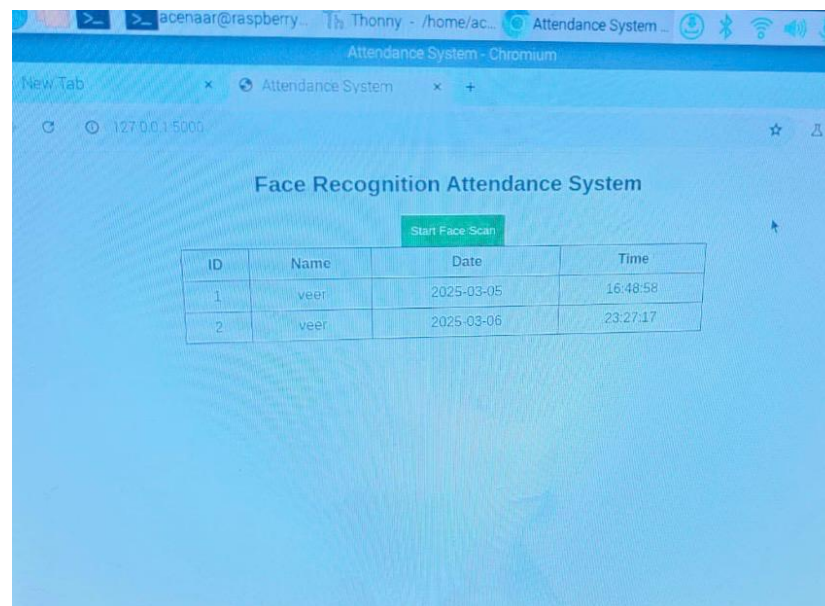 acenaar@raspberry... Thonny - /home/ac... Attendance System ...
Attendance System - Chromium
New Tab × Attendance System × +
127.0.0.1:5000
Face Recognition Attendance System
Start Face Scan
ID Name Date Time
1 veer 2025-03-05 16:48:58
2 veer 2025-03-06 23:27:17